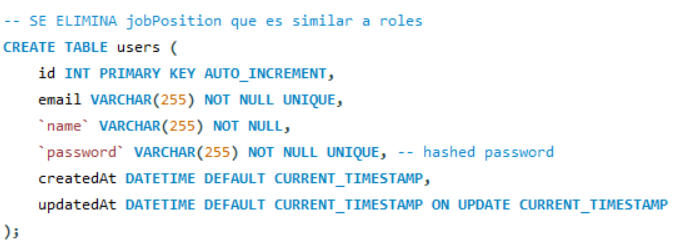 -- SE ELIMINA jobPosition que es similar a roles
CREATE TABLE users (
    id INT PRIMARY KEY AUTO_INCREMENT,
    email VARCHAR(255) NOT NULL UNIQUE,
    `name` VARCHAR(255) NOT NULL,
    `password` VARCHAR(255) NOT NULL UNIQUE, -- hashed password
    createdAt DATETIME DEFAULT CURRENT_TIMESTAMP,
    updatedAt DATETIME DEFAULT CURRENT_TIMESTAMP ON UPDATE CURRENT_TIMESTAMP
);